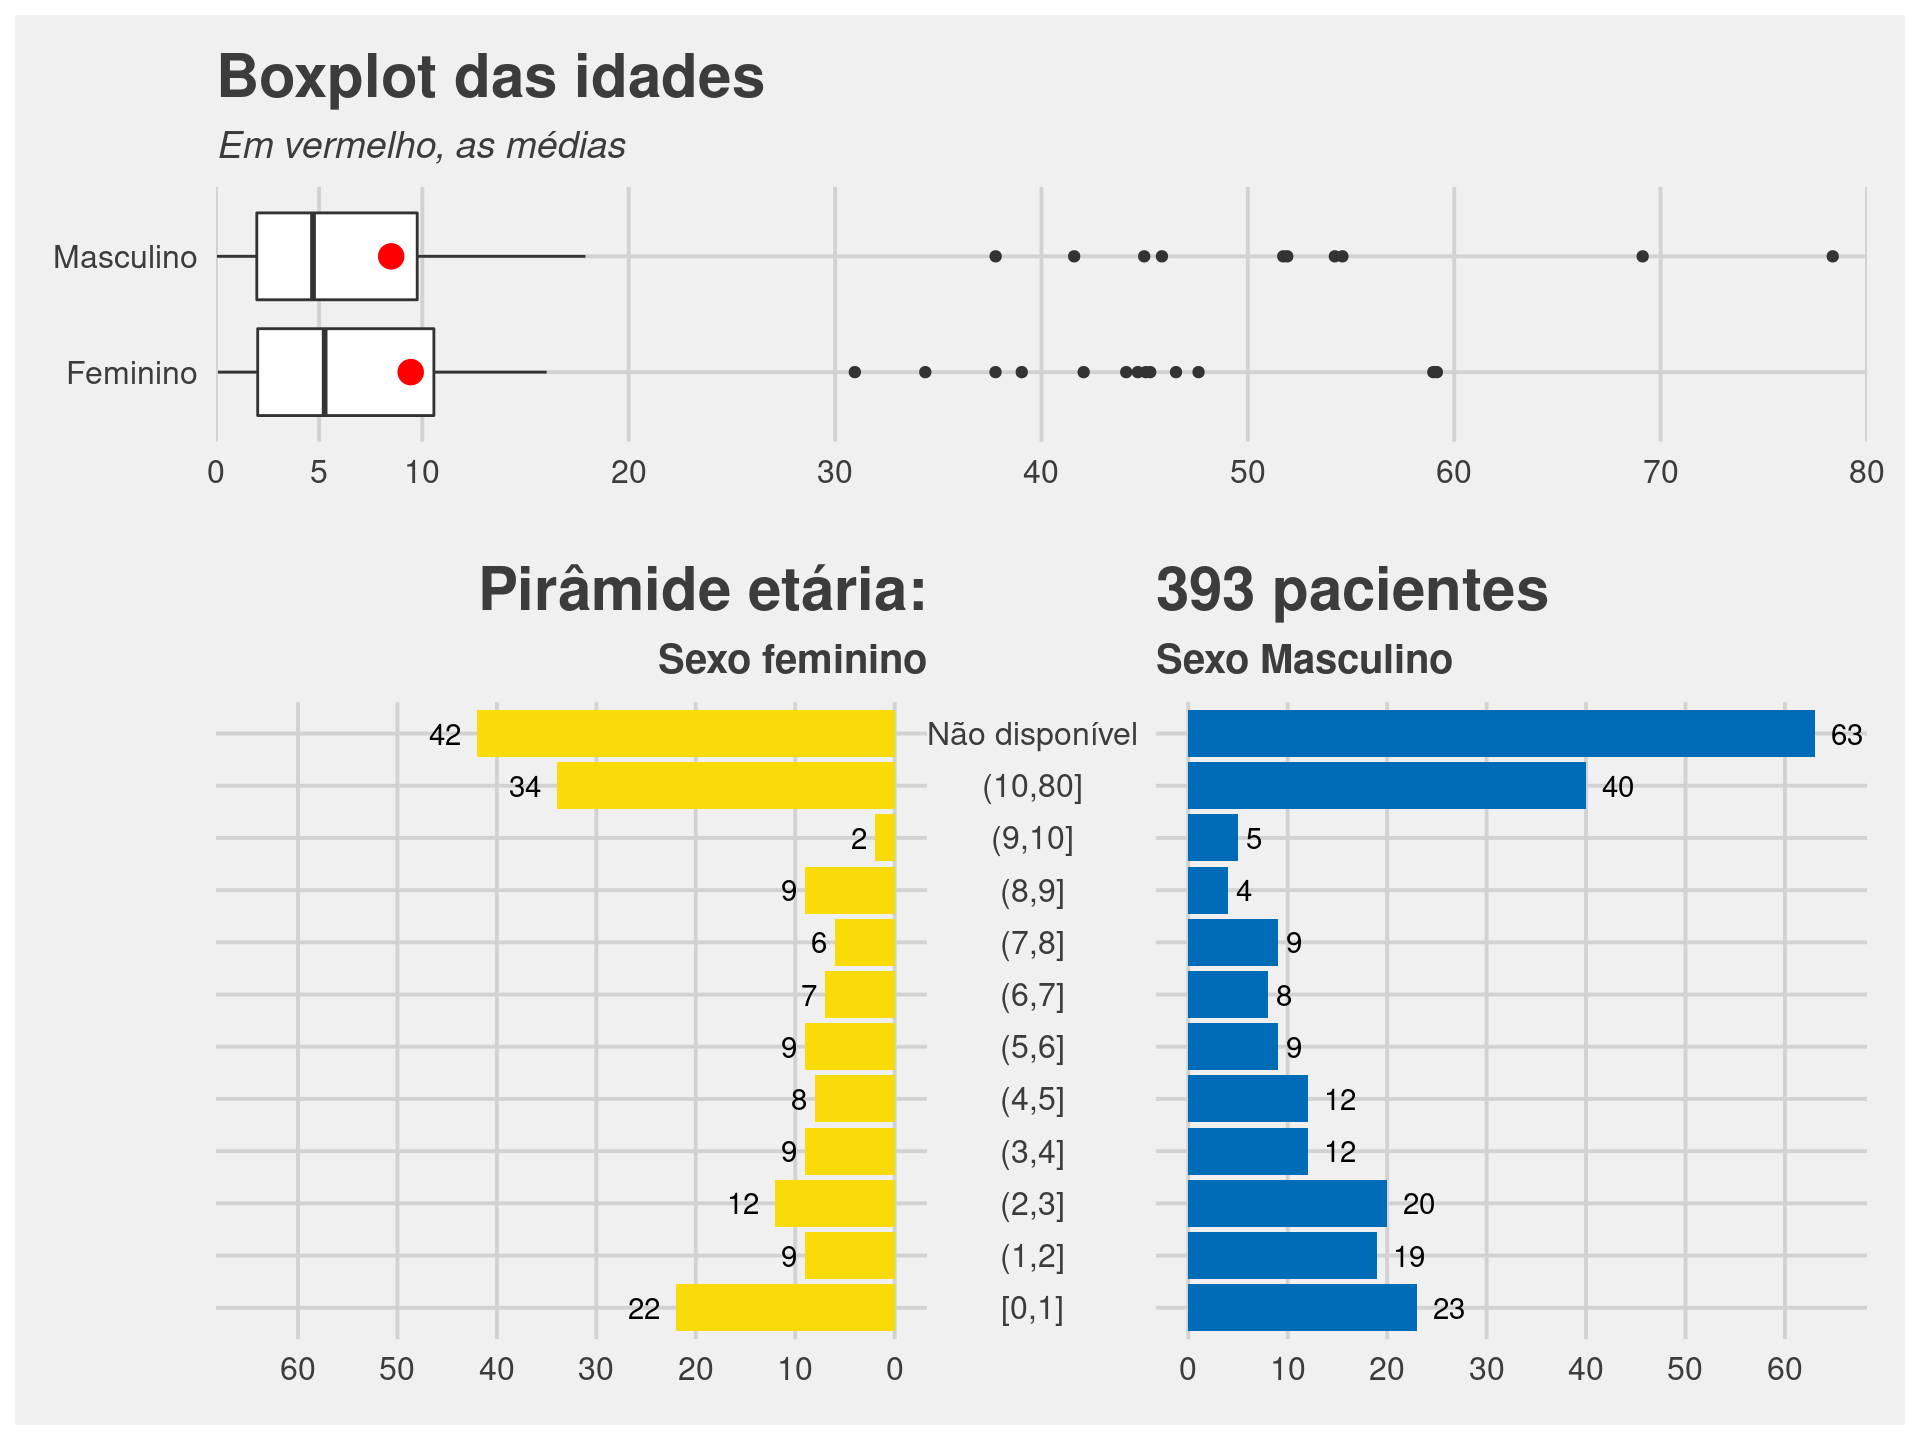 Boxplot das idades
Em vermelho, as médias
Masculino
Feminino
0 5 10 20 30 40 50 60 70 80
Pirâmide etária: 393 pacientes
Sexo feminino Sexo Masculino
42 Não disponível 63
34 (10,80] 40
2 (9,10] 5
9 (8,9] 4
6 (7,8] 9
7 (6,7] 8
9 (5,6] 9
8 (4,5] 12
9 (3,4] 12
12 (2,3] 20
9 (1,2] 19
22 [0,1] 23
60 50 40 30 20 10 0 0 10 20 30 40 50 60